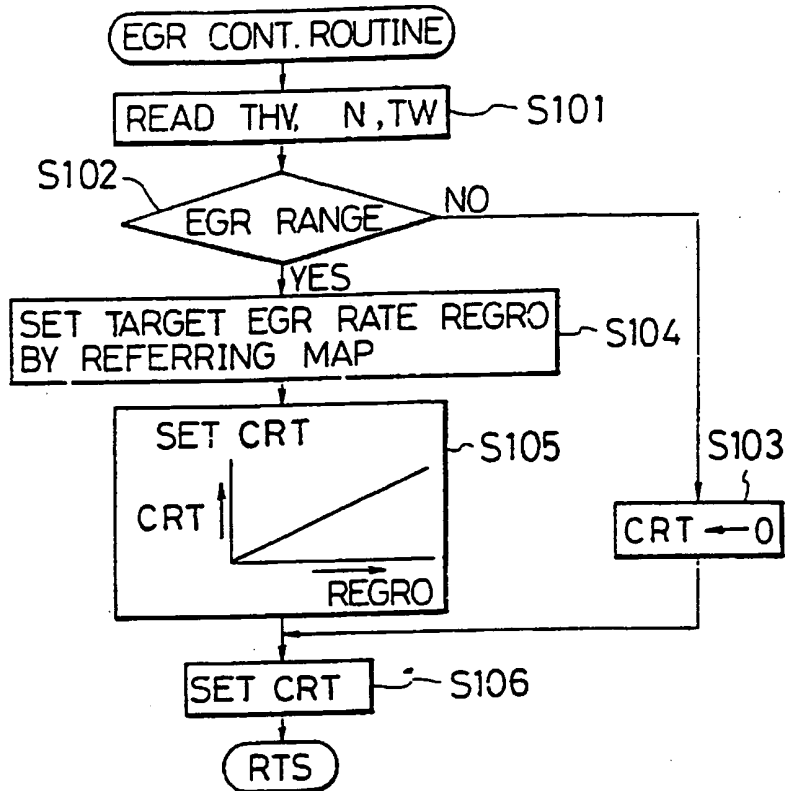 EGR CONT. ROUTINE
READ THV, N, TW
S101
S102
EGR RANGE
NO
YES
SET TARGET EGR RATE REGRO
BY REFERRING MAP
S104
SET CRT
CRT
REGRO
S105
S103
CRT ← 0
SET CRT
S106
RTS